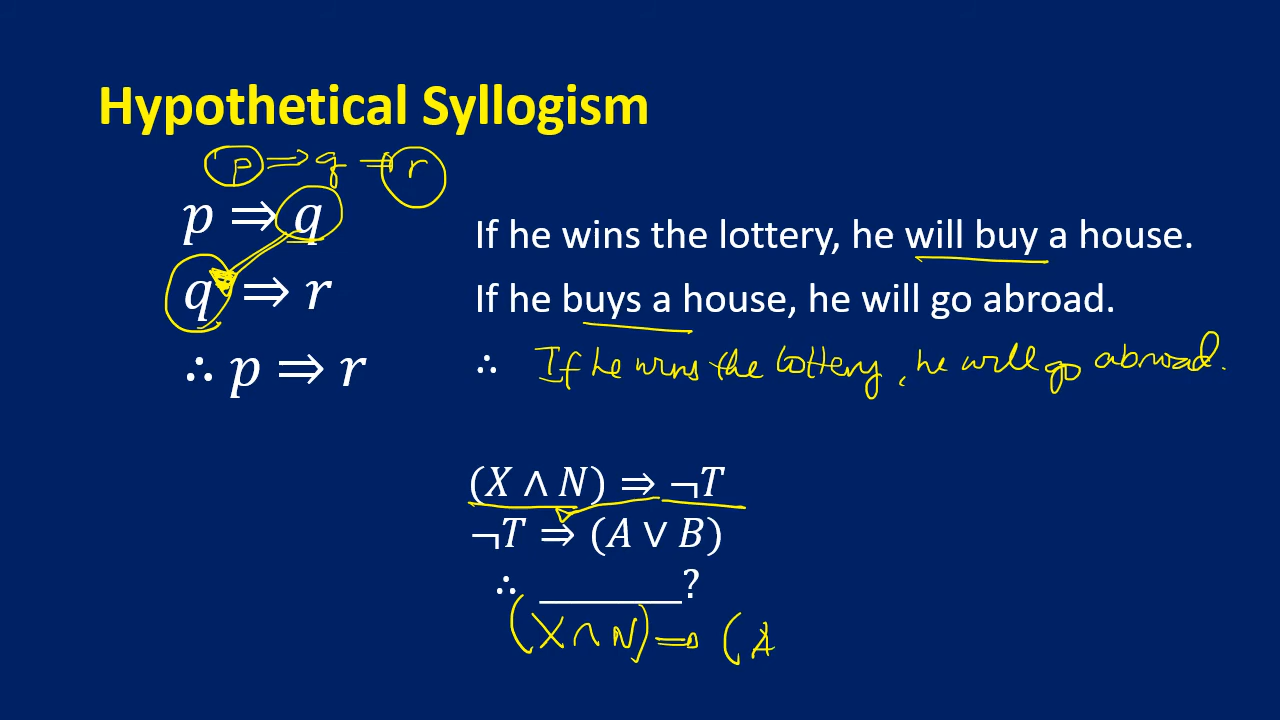 Hypothetical Syllogism
p ⇒ q ⇒ r
p ⇒ q
If he wins the lottery, he will buy a house.
q ⇒ r
If he buys a house, he will go abroad.
∴ p ⇒ r
∴ If he wins the lottery, he will go abroad.
(X ∧ N) ⇒ ¬T
¬T ⇒ (A ∨ B)
∴ ________?
(X ∧ N) ⇒ (A